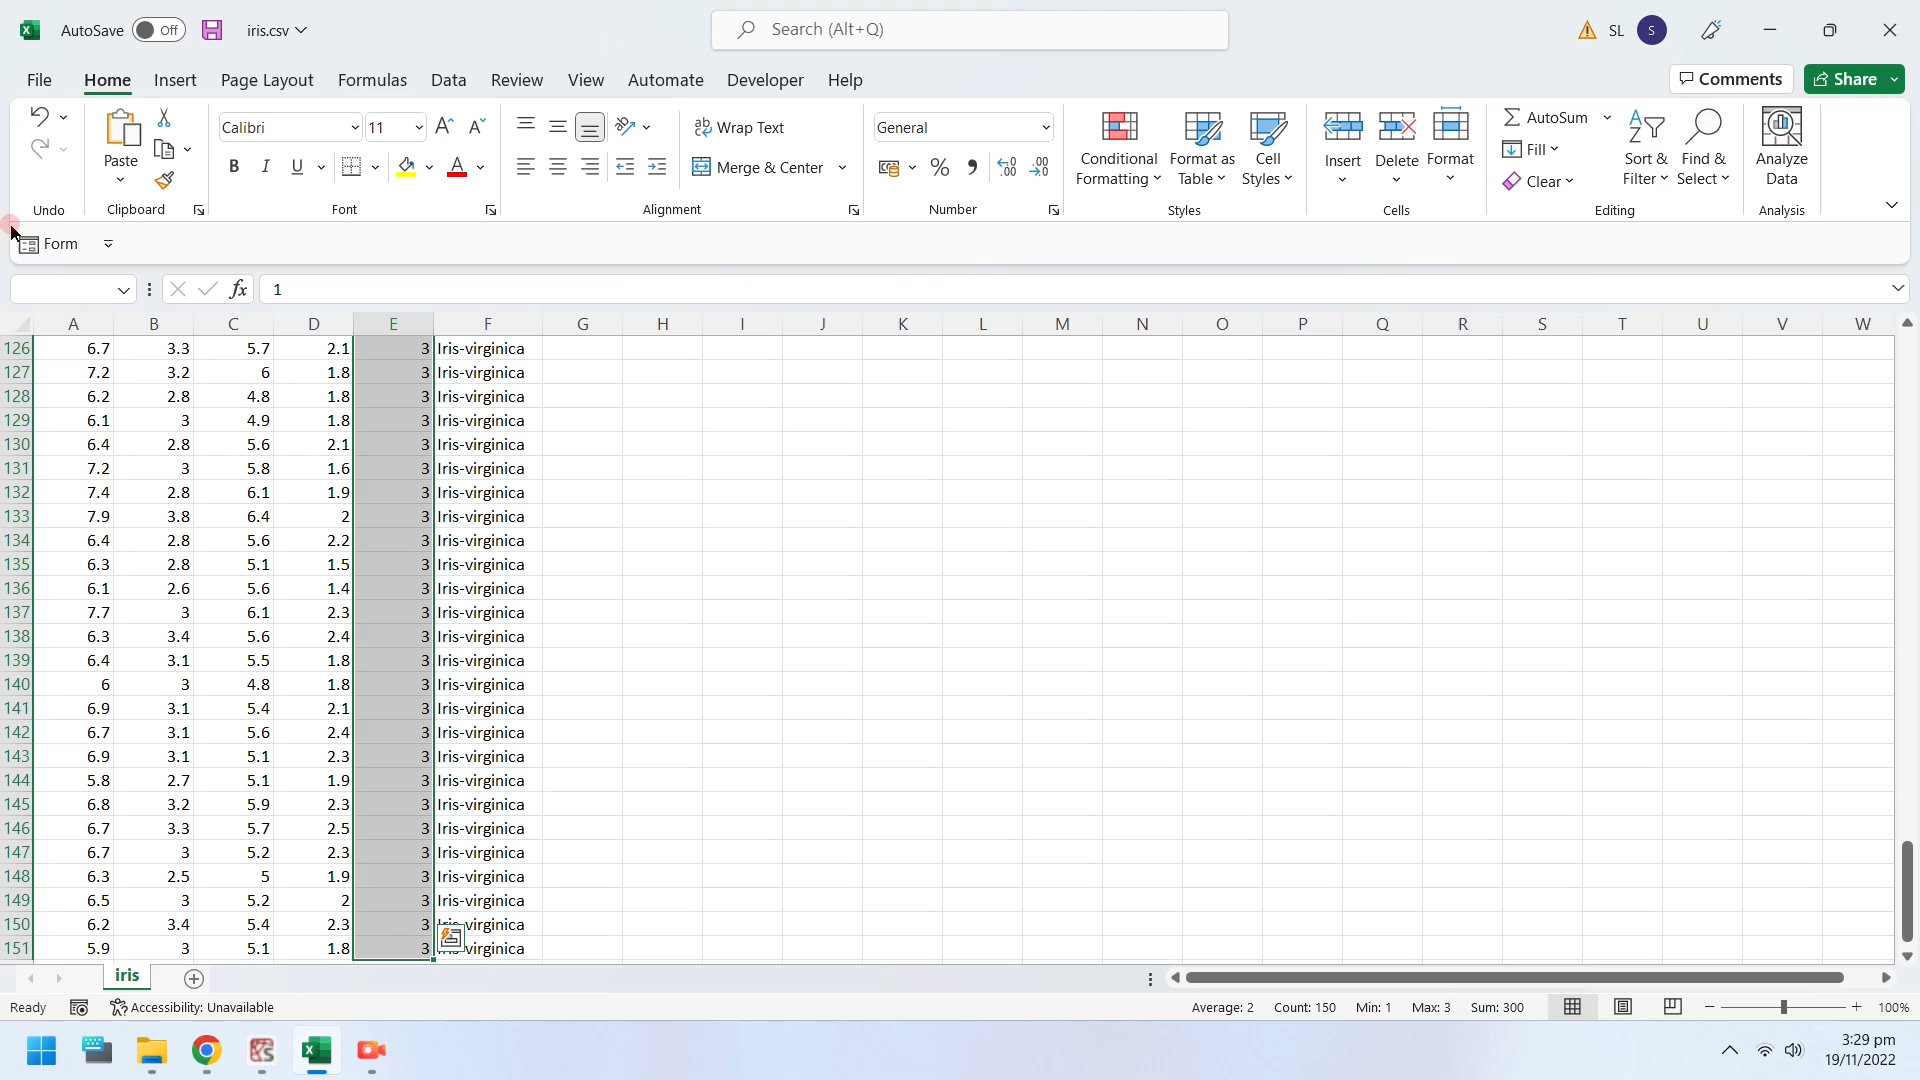 AutoSave Off iris.csv Search (Alt+Q) SL S
File Home Insert Page Layout Formulas Data Review View Automate Developer Help Comments Share
Paste Calibri 11 Wrap Text General Conditional Formatting Format as Table Cell Styles Insert Delete Format AutoSum Sort & Filter Find & Select Analyze Data
B I U Merge & Center Fill
Clear
Undo Clipboard Font Alignment Number Styles Cells Editing Analysis
Form
fx 1
A B C D E F G H I J K L M N O P Q R S T U V W
126 6.7 3.3 5.7 2.1 3 Iris-virginica
127 7.2 3.2 6 1.8 3 Iris-virginica
128 6.2 2.8 4.8 1.8 3 Iris-virginica
129 6.1 3 4.9 1.8 3 Iris-virginica
130 6.4 2.8 5.6 2.1 3 Iris-virginica
131 7.2 3 5.8 1.6 3 Iris-virginica
132 7.4 2.8 6.1 1.9 3 Iris-virginica
133 7.9 3.8 6.4 2 3 Iris-virginica
134 6.4 2.8 5.6 2.2 3 Iris-virginica
135 6.3 2.8 5.1 1.5 3 Iris-virginica
136 6.1 2.6 5.6 1.4 3 Iris-virginica
137 7.7 3 6.1 2.3 3 Iris-virginica
138 6.3 3.4 5.6 2.4 3 Iris-virginica
139 6.4 3.1 5.5 1.8 3 Iris-virginica
140 6 3 4.8 1.8 3 Iris-virginica
141 6.9 3.1 5.4 2.1 3 Iris-virginica
142 6.7 3.1 5.6 2.4 3 Iris-virginica
143 6.9 3.1 5.1 2.3 3 Iris-virginica
144 5.8 2.7 5.1 1.9 3 Iris-virginica
145 6.8 3.2 5.9 2.3 3 Iris-virginica
146 6.7 3.3 5.7 2.5 3 Iris-virginica
147 6.7 3 5.2 2.3 3 Iris-virginica
148 6.3 2.5 5 1.9 3 Iris-virginica
149 6.5 3 5.2 2 3 Iris-virginica
150 6.2 3.4 5.4 2.3 3 Iris-virginica
151 5.9 3 5.1 1.8 3 Iris-virginica
iris
Ready Accessibility: Unavailable Average: 2 Count: 150 Min: 1 Max: 3 Sum: 300 100%
3:29 pm
19/11/2022